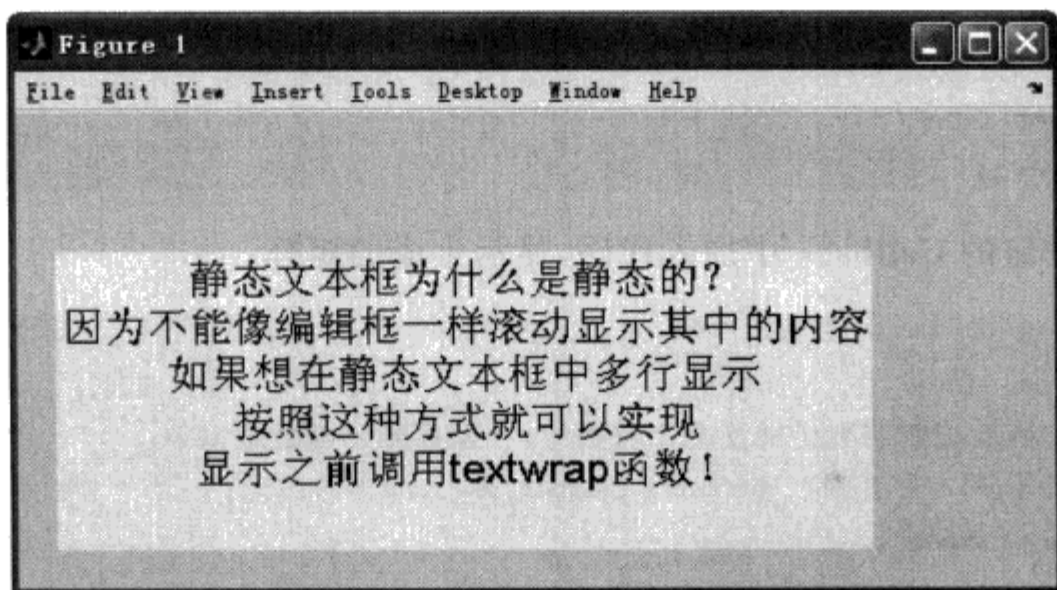 Figure 1
File Edit View Insert Tools Desktop Window Help
静态文本框为什么是静态的?
因为不能像编辑框一样滚动显示其中的内容
如果想在静态文本框中多行显示
按照这种方式就可以实现
显示之前调用textwrap函数!